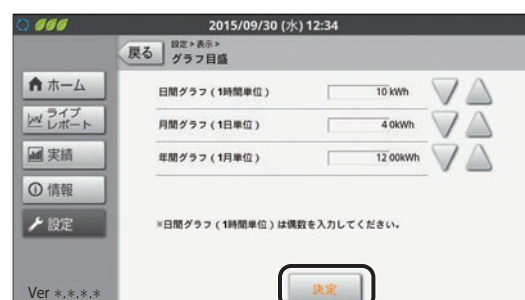 2015/09/30 (水) 12:34
戻る
設定 > 表示 >
グラフ目盛
ホーム
ライブ
レポート
実績
情報
設定
Ver *.*.*.*
日間グラフ（1時間単位）
10 kWh
月間グラフ（1日単位）
4 0kWh
年間グラフ（1月単位）
12 00kWh
※日間グラフ（1時間単位）は偶数を入力してください。
決定